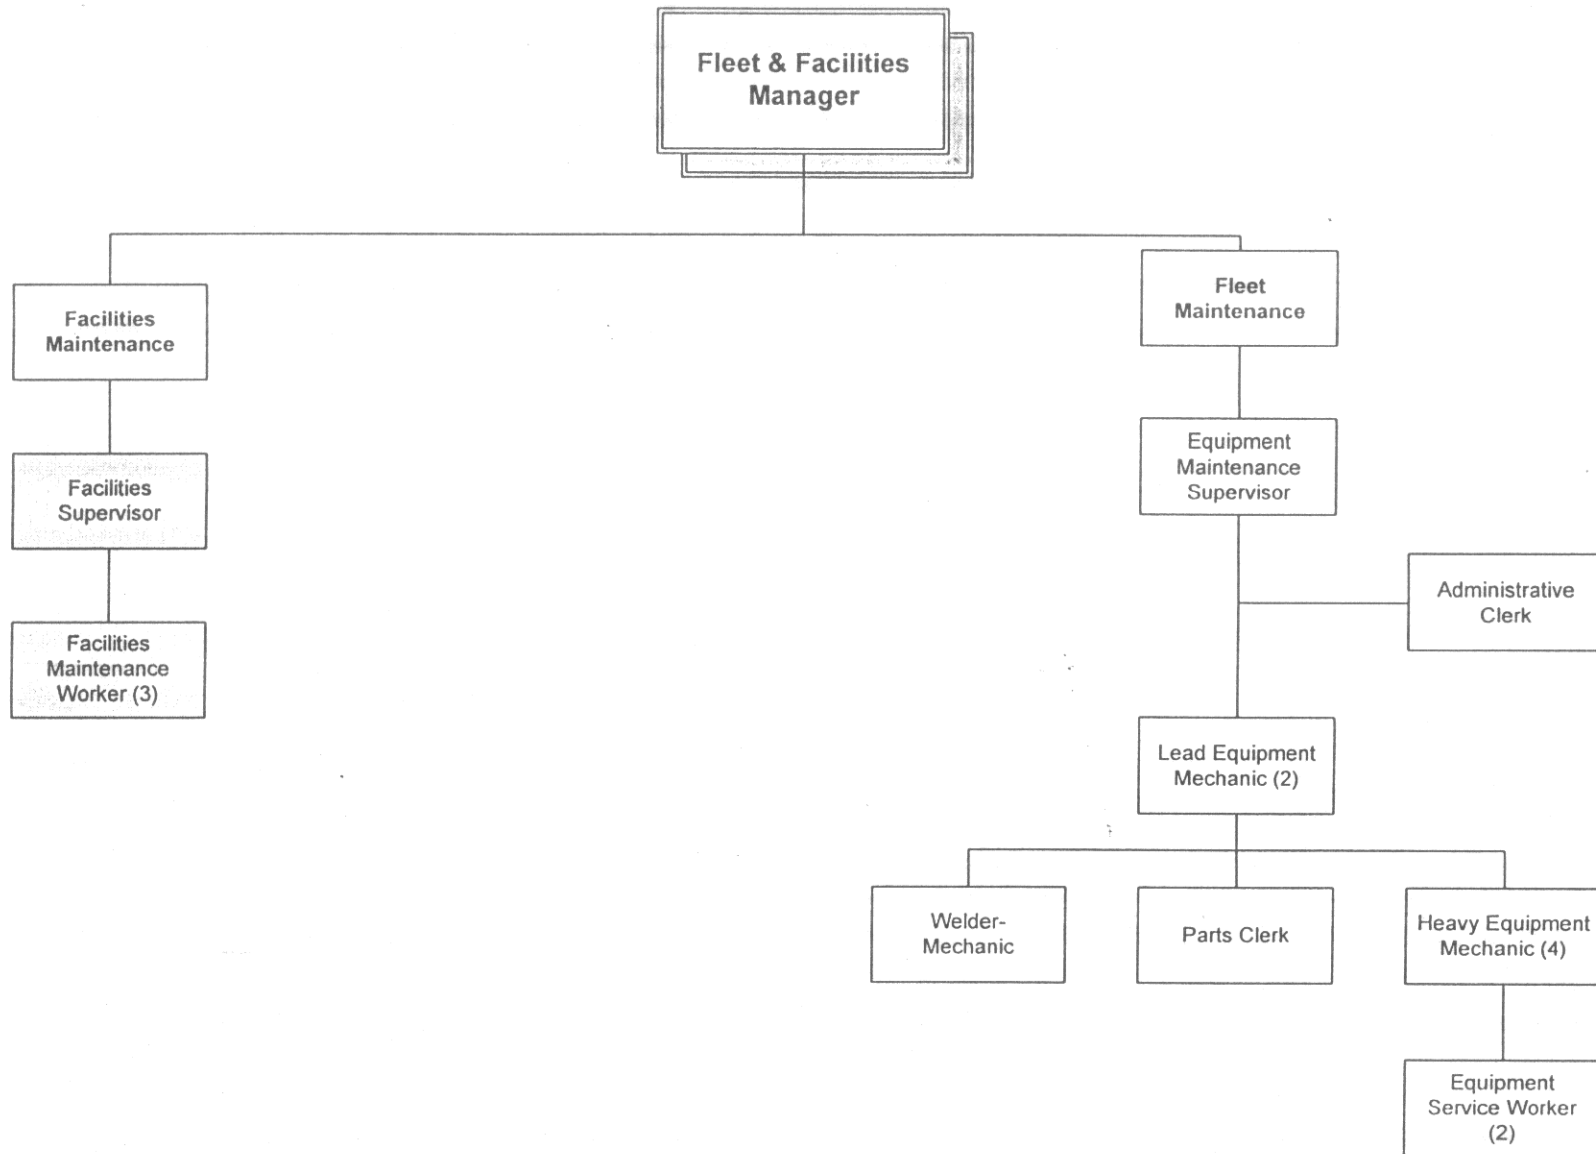 Fleet & Facilities
Manager
Facilities
Maintenance
Fleet
Maintenance
Facilities
Supervisor
Equipment
Maintenance
Supervisor
Facilities
Maintenance
Worker (3)
Administrative
Clerk
Lead Equipment
Mechanic (2)
Welder-
Mechanic
Parts Clerk
Heavy Equipment
Mechanic (4)
Equipment
Service Worker
(2)